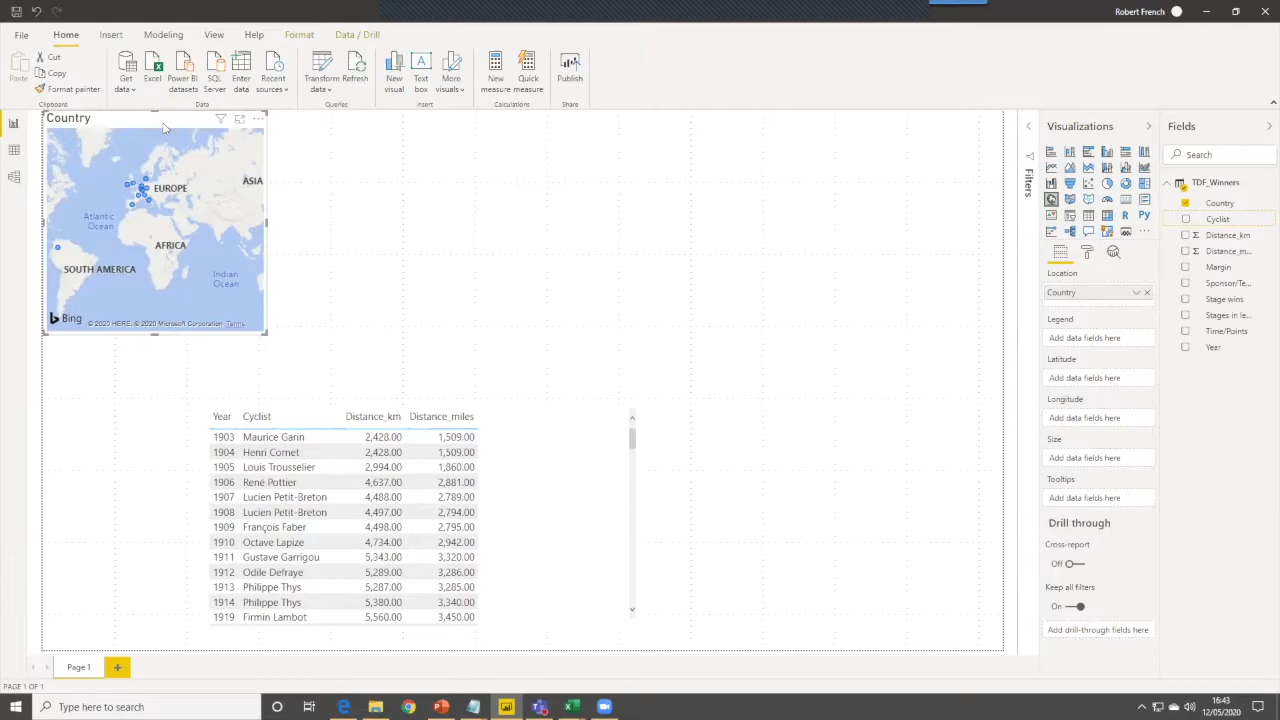 Robert French
File Home Insert Modeling View Help Format Data / Drill
Paste
Cut
Copy
Format painter
Get data
Excel
Power BI datasets
SQL Server
Enter data
Recent sources
Transform data
Refresh
New visual
Text box
More visuals
New measure
Quick measure
Publish
Clipboard Data Queries Insert Calculations Share
Country
EUROPE
ASIA
Atlantic Ocean
AFRICA
SOUTH AMERICA
Indian Ocean
Bing © 2020 HERE, © 2020 Microsoft Corporation Terms
Year Cyclist Distance_km Distance_miles
1903 Maurice Garin 2,428.00 1,509.00
1904 Henri Cornet 2,428.00 1,509.00
1905 Louis Trousselier 2,994.00 1,860.00
1906 René Pottier 4,637.00 2,881.00
1907 Lucien Petit-Breton 4,488.00 2,789.00
1908 Lucien Petit-Breton 4,497.00 2,794.00
1909 François Faber 4,498.00 2,795.00
1910 Octave Lapize 4,734.00 2,942.00
1911 Gustave Garrigou 5,343.00 3,320.00
1912 Odile Defraye 5,289.00 3,286.00
1913 Philippe Thys 5,287.00 3,285.00
1914 Philippe Thys 5,380.00 3,340.00
1919 Firmin Lambot 5,560.00 3,450.00
Filters
Visualizations
R Py
Location
Country
Legend
Add data fields here
Latitude
Add data fields here
Longitude
Add data fields here
Size
Add data fields here
Tooltips
Add data fields here
Drill through
Cross-report
Off
Keep all filters
On
Add drill-through fields here
Fields
Search
TDF_Winners
Country
Cyclist
Σ Distance_km
Σ Distance_m...
Margin
Sponsor/Te...
Stage wins
Stages in le...
Time/Points
Year
Page 1
PAGE 1 OF 1
Type here to search
16:43
12/05/2020